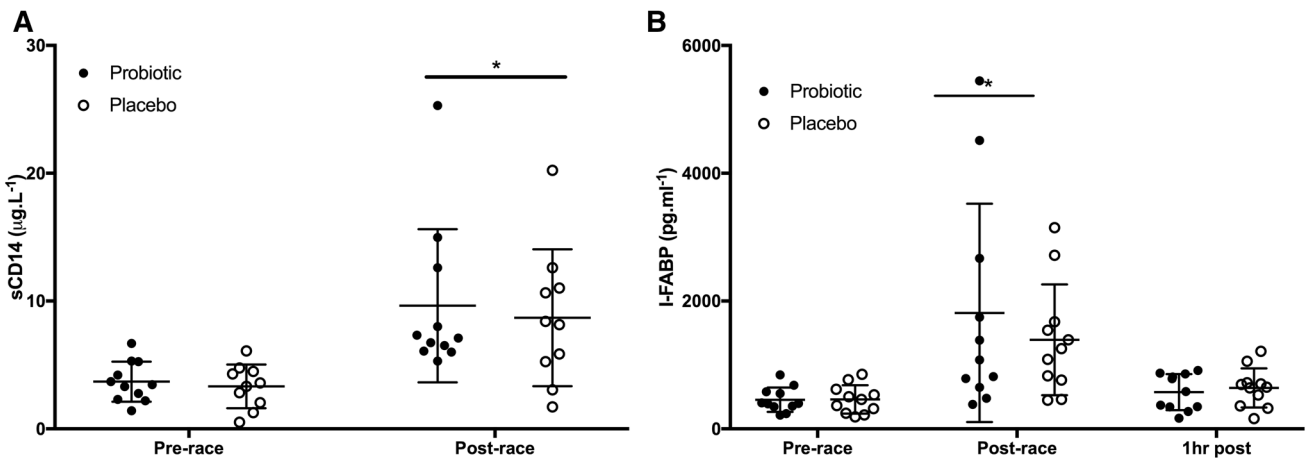 A
30
20
10
0
sCD14 (µg.L-1)
Probiotic
Placebo
*
Pre-race
Post-race
B
6000
4000
2000
0
I-FABP (pg.ml-1)
Probiotic
Placebo
*
Pre-race
Post-race
1hr post